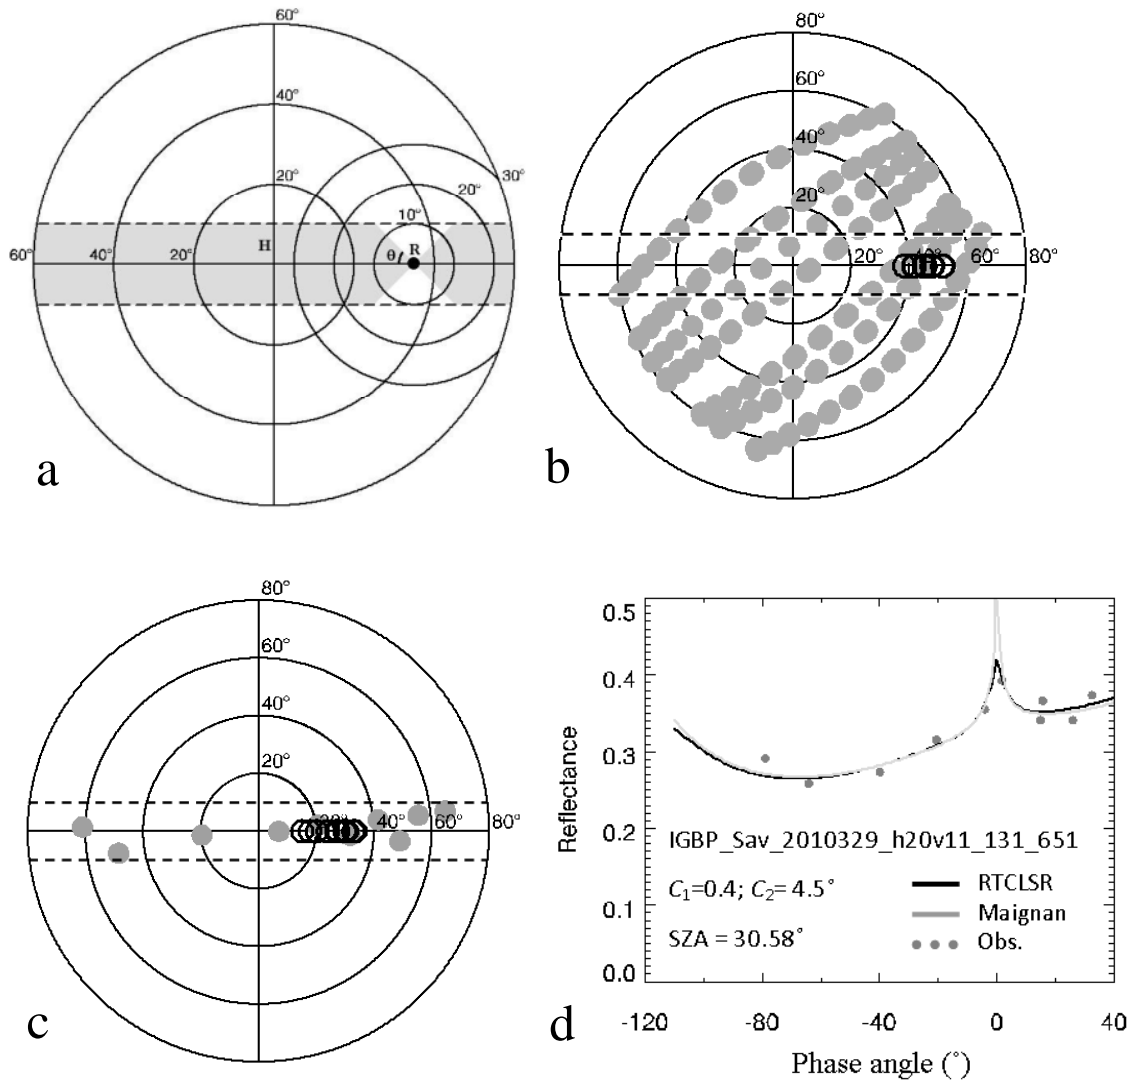 60°
40°
20°
30°
20°
10°
H
θ
R
60°
40°
20°
a
80°
60°
40°
20°
20°
60°
80°
b
80°
60°
40°
20°
40°
60°
80°
c
0.5
0.4
0.3
0.2
0.1
0.0
Reflectance
IGBP_Sav_2010329_h20v11_131_651
C₁=0.4; C₂= 4.5°
SZA = 30.58°
RTCLSR
Maignan
Obs.
-120
-80
-40
0
40
Phase angle (°)
d